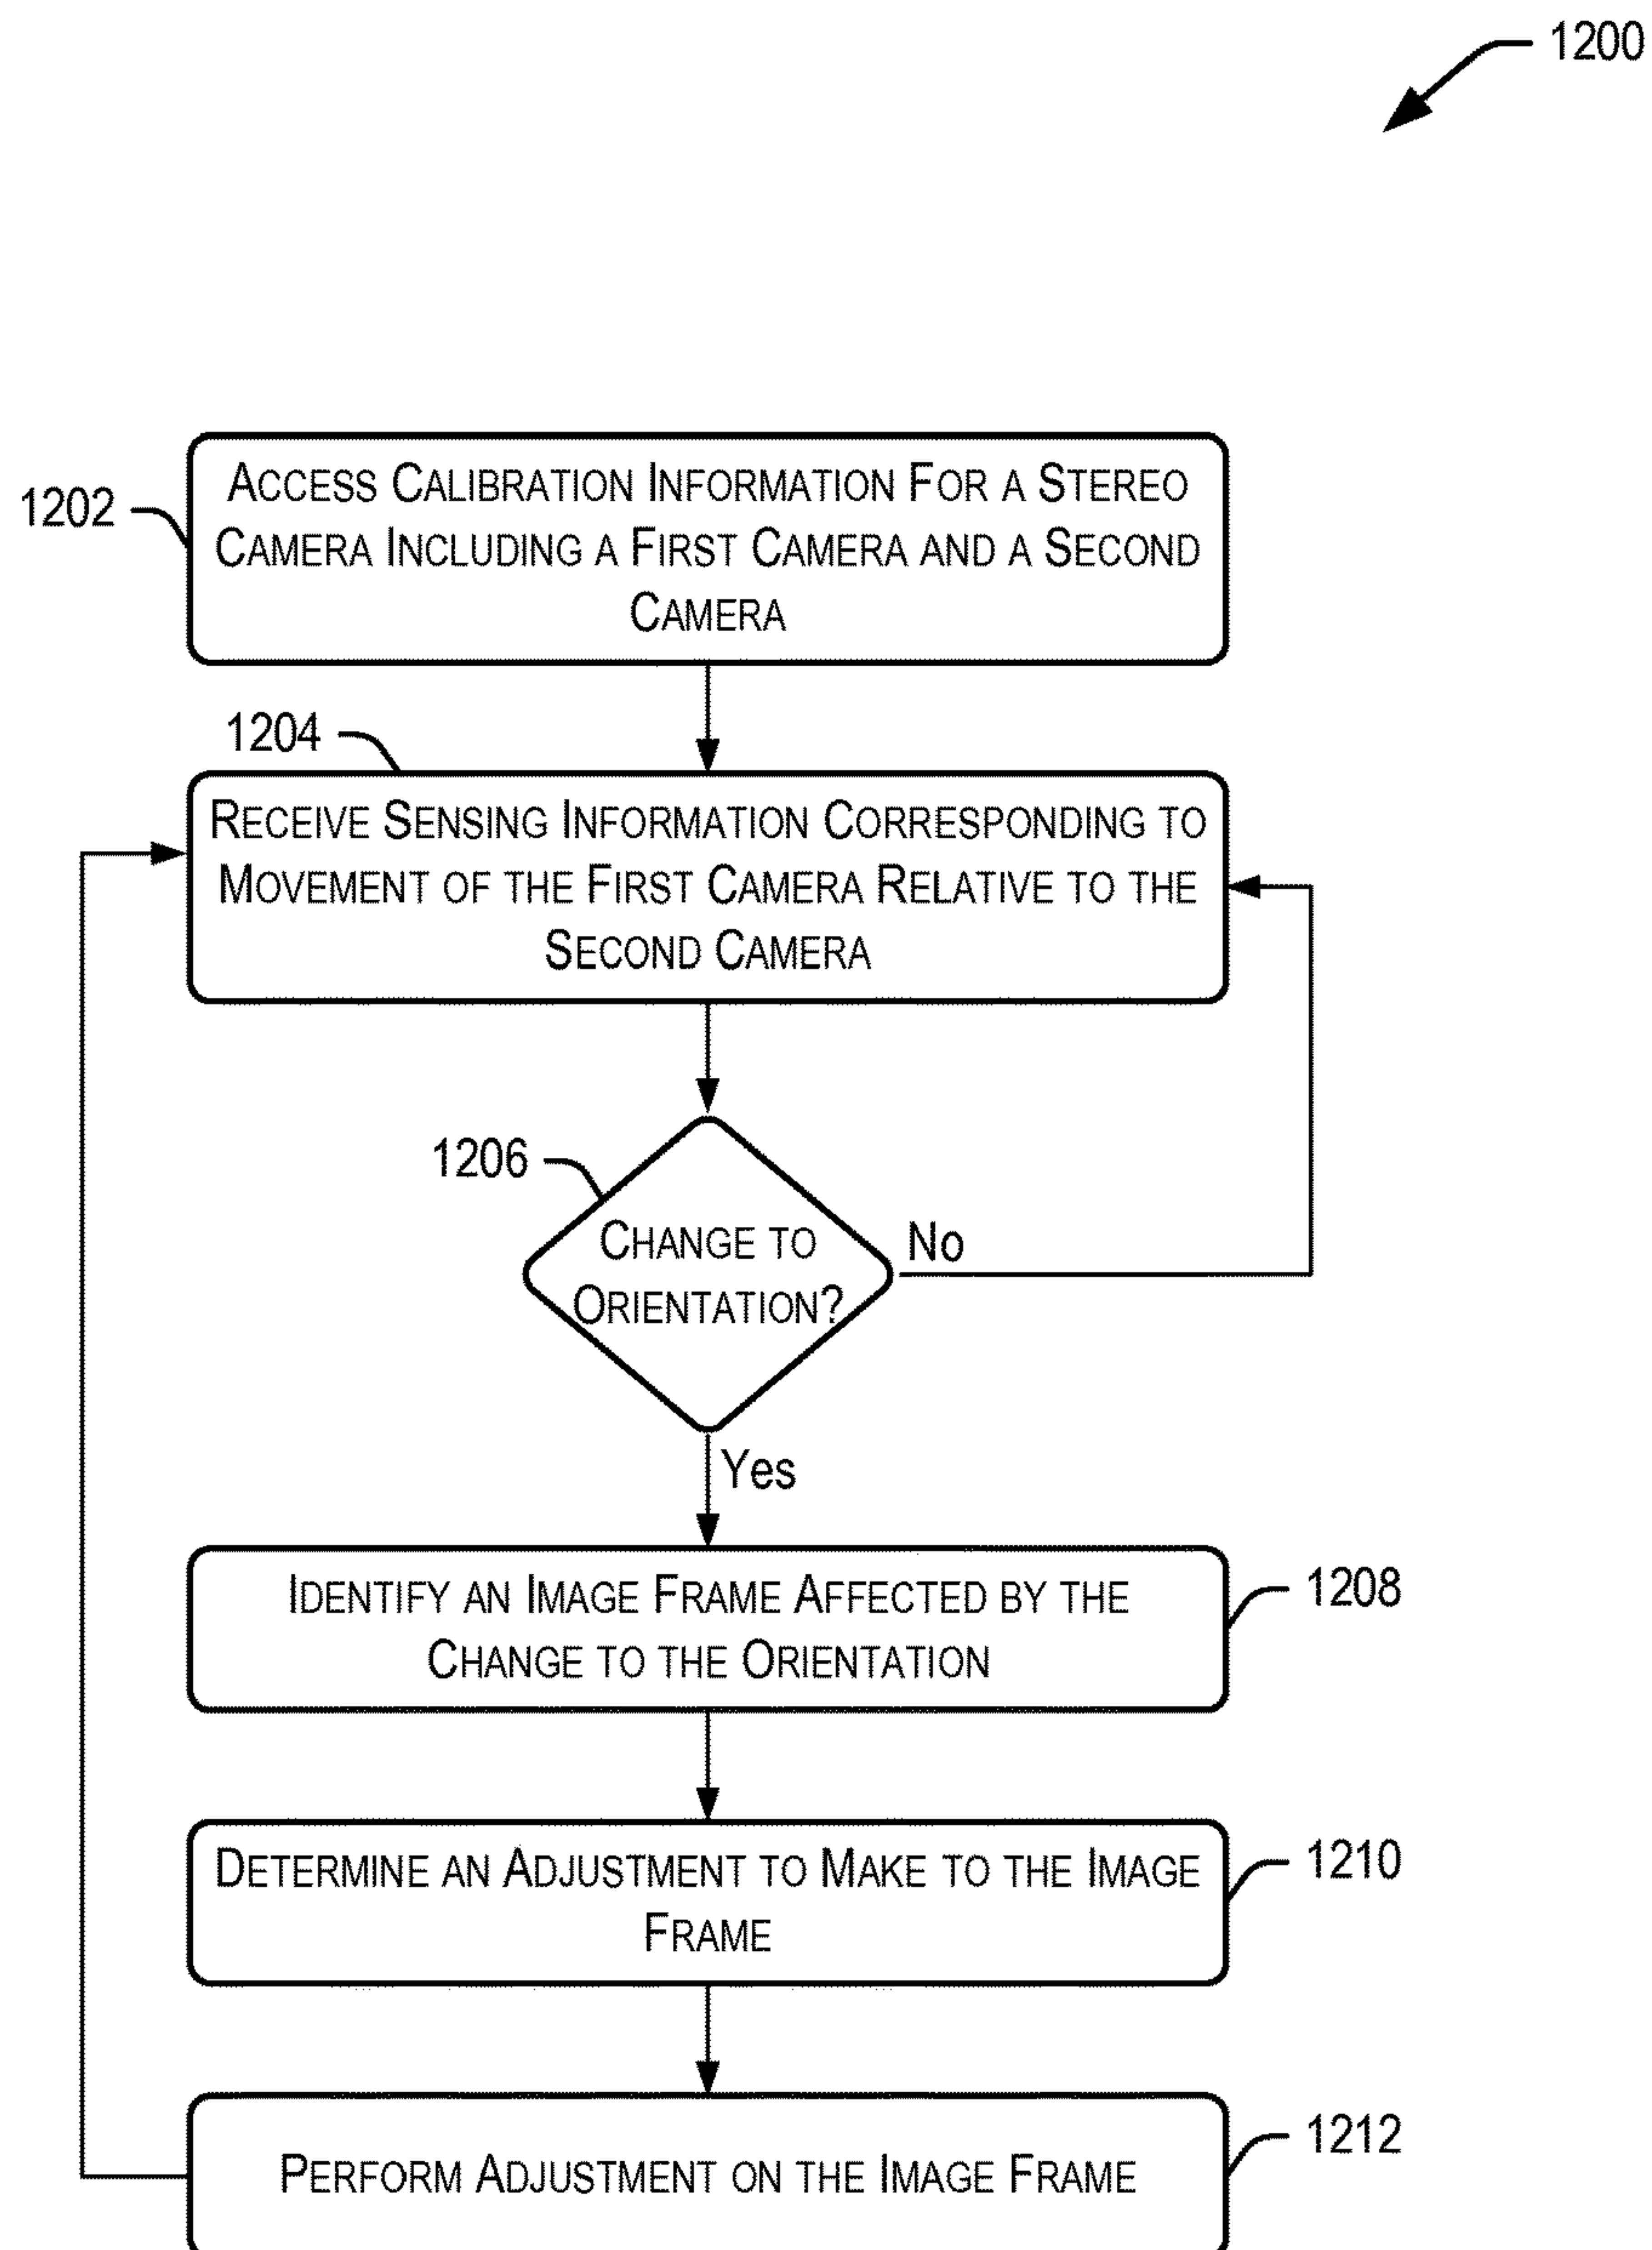 1200
1202
Access Calibration Information For a Stereo
Camera Including a First Camera and a Second
Camera
1204
Receive Sensing Information Corresponding to
Movement of the First Camera Relative to the
Second Camera
1206
Change to
Orientation?
No
Yes
Identify an Image Frame Affected by the
Change to the Orientation
1208
Determine an Adjustment to Make to the Image
Frame
1210
Perform Adjustment on the Image Frame
1212